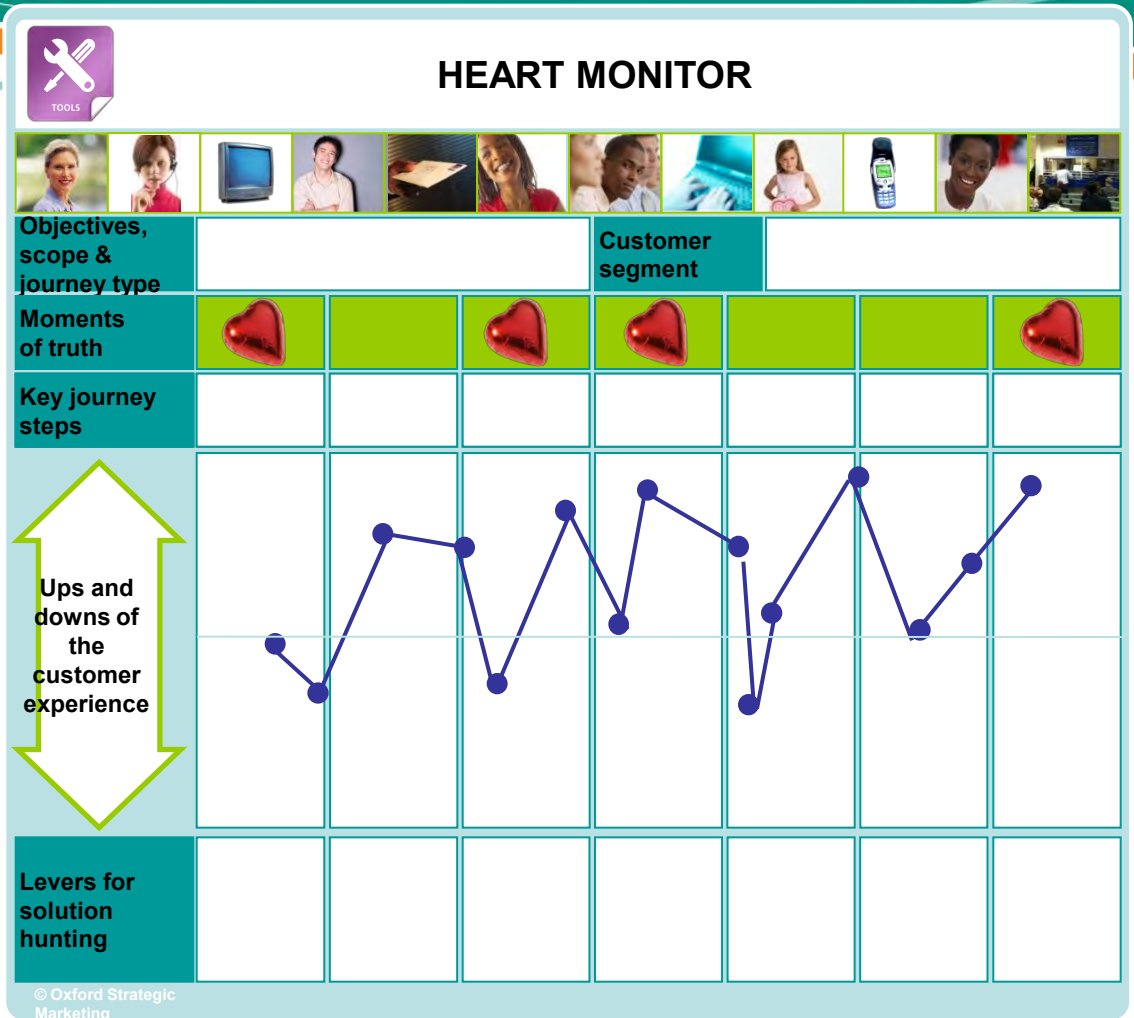 TOOLS
HEART MONITOR
Objectives,
scope &
journey type
Customer
segment
Moments
of truth
Key journey
steps
Ups and
downs of
the
customer
experience
Levers for
solution
hunting
© Oxford Strategic
Marketing